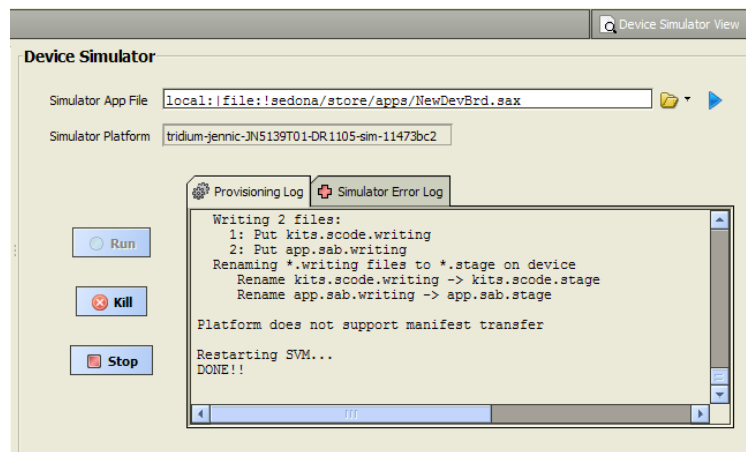 Device Simulator View
Device Simulator
Simulator App File local:|file:!sedona/store/apps/NewDevBrd.sax
Simulator Platform tridium-jennic-JN5139T01-DR1105-sim-11473bc2
Provisioning Log Simulator Error Log
Writing 2 files:
1: Put kits.scode.writing
2: Put app.sab.writing
Renaming *.writing files to *.stage on device
Rename kits.scode.writing -> kits.scode.stage
Rename app.sab.writing -> app.sab.stage
Platform does not support manifest transfer
Restarting SVM...
DONE!!
Run
Kill
Stop